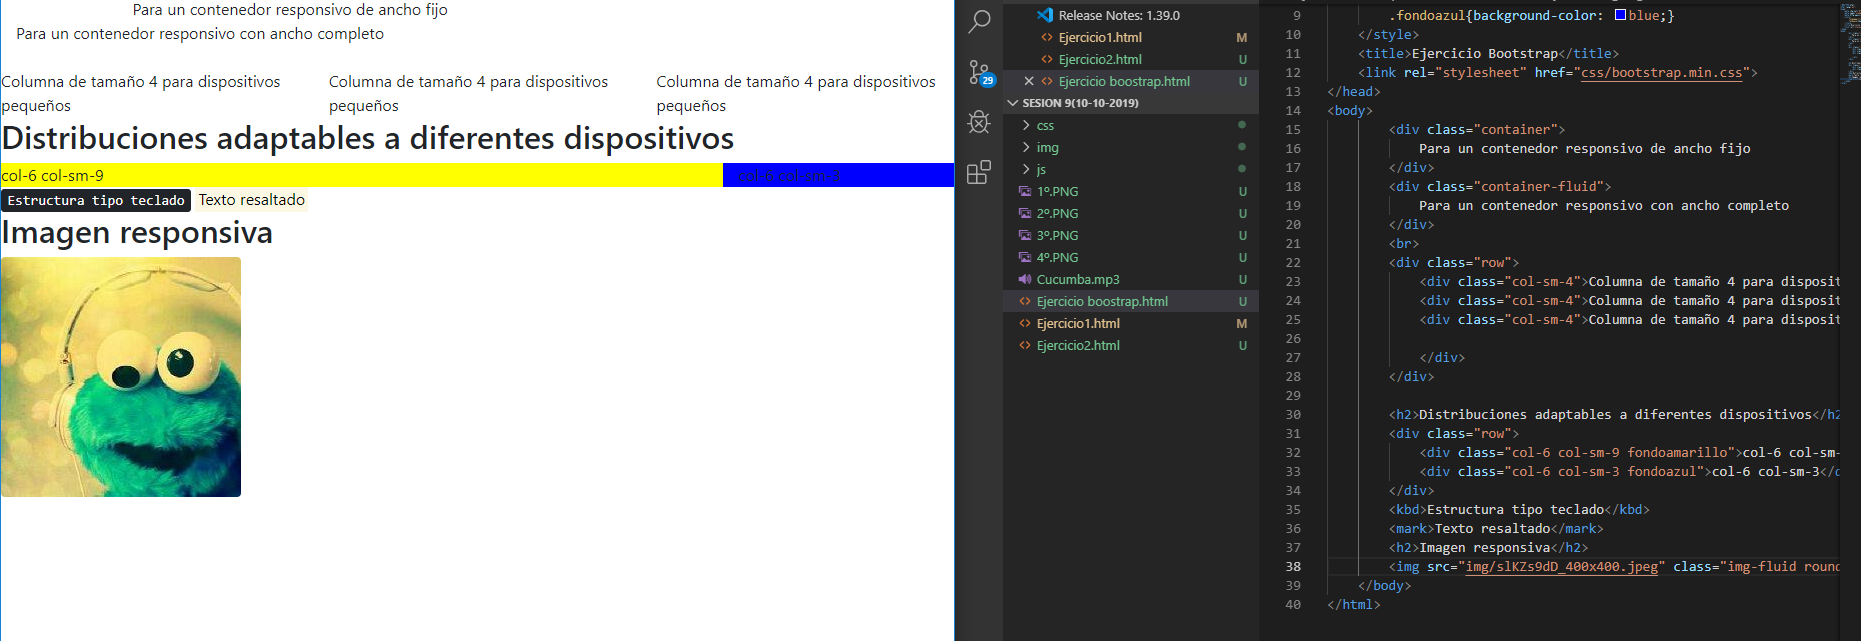 Para un contenedor responsivo de ancho fijo
Para un contenedor responsivo con ancho completo
Columna de tamaño 4 para dispositivos pequeños
Columna de tamaño 4 para dispositivos pequeños
Columna de tamaño 4 para dispositivos pequeños
Distribuciones adaptables a diferentes dispositivos
col-6 col-sm-9
col-6 col-sm-3
Estructura tipo teclado Texto resaltado
Imagen responsiva
29
Release Notes: 1.39.0
<> Ejercicio1.html M
<> Ejercicio2.html U
<> Ejercicio boostrap.html U
SESION 9(10-10-2019)
css
img
js
1º.PNG U
2º.PNG U
3º.PNG U
4º.PNG U
Cucumba.mp3 U
<> Ejercicio boostrap.html U
<> Ejercicio1.html M
<> Ejercicio2.html U
9 .fondoazul{background-color: blue;}
10 </style>
11 <title>Ejercicio Bootstrap</title>
12 <link rel="stylesheet" href="css/bootstrap.min.css">
13 </head>
14 <body>
15 <div class="container">
16 Para un contenedor responsivo de ancho fijo
17 </div>
18 <div class="container-fluid">
19 Para un contenedor responsivo con ancho completo
20 </div>
21 <br>
22 <div class="row">
23 <div class="col-sm-4">Columna de tamaño 4 para disposit
24 <div class="col-sm-4">Columna de tamaño 4 para disposit
25 <div class="col-sm-4">Columna de tamaño 4 para disposit
26
27 </div>
28 </div>
29
30 <h2>Distribuciones adaptables a diferentes dispositivos</h2
31 <div class="row">
32 <div class="col-6 col-sm-9 fondoamarillo">col-6 col-sm-
33 <div class="col-6 col-sm-3 fondoazul">col-6 col-sm-3</d
34 </div>
35 <kbd>Estructura tipo teclado</kbd>
36 <mark>Texto resaltado</mark>
37 <h2>Imagen responsiva</h2>
38 <img src="img/slKZs9dD_400x400.jpeg" class="img-fluid roun
39 </body>
40 </html>